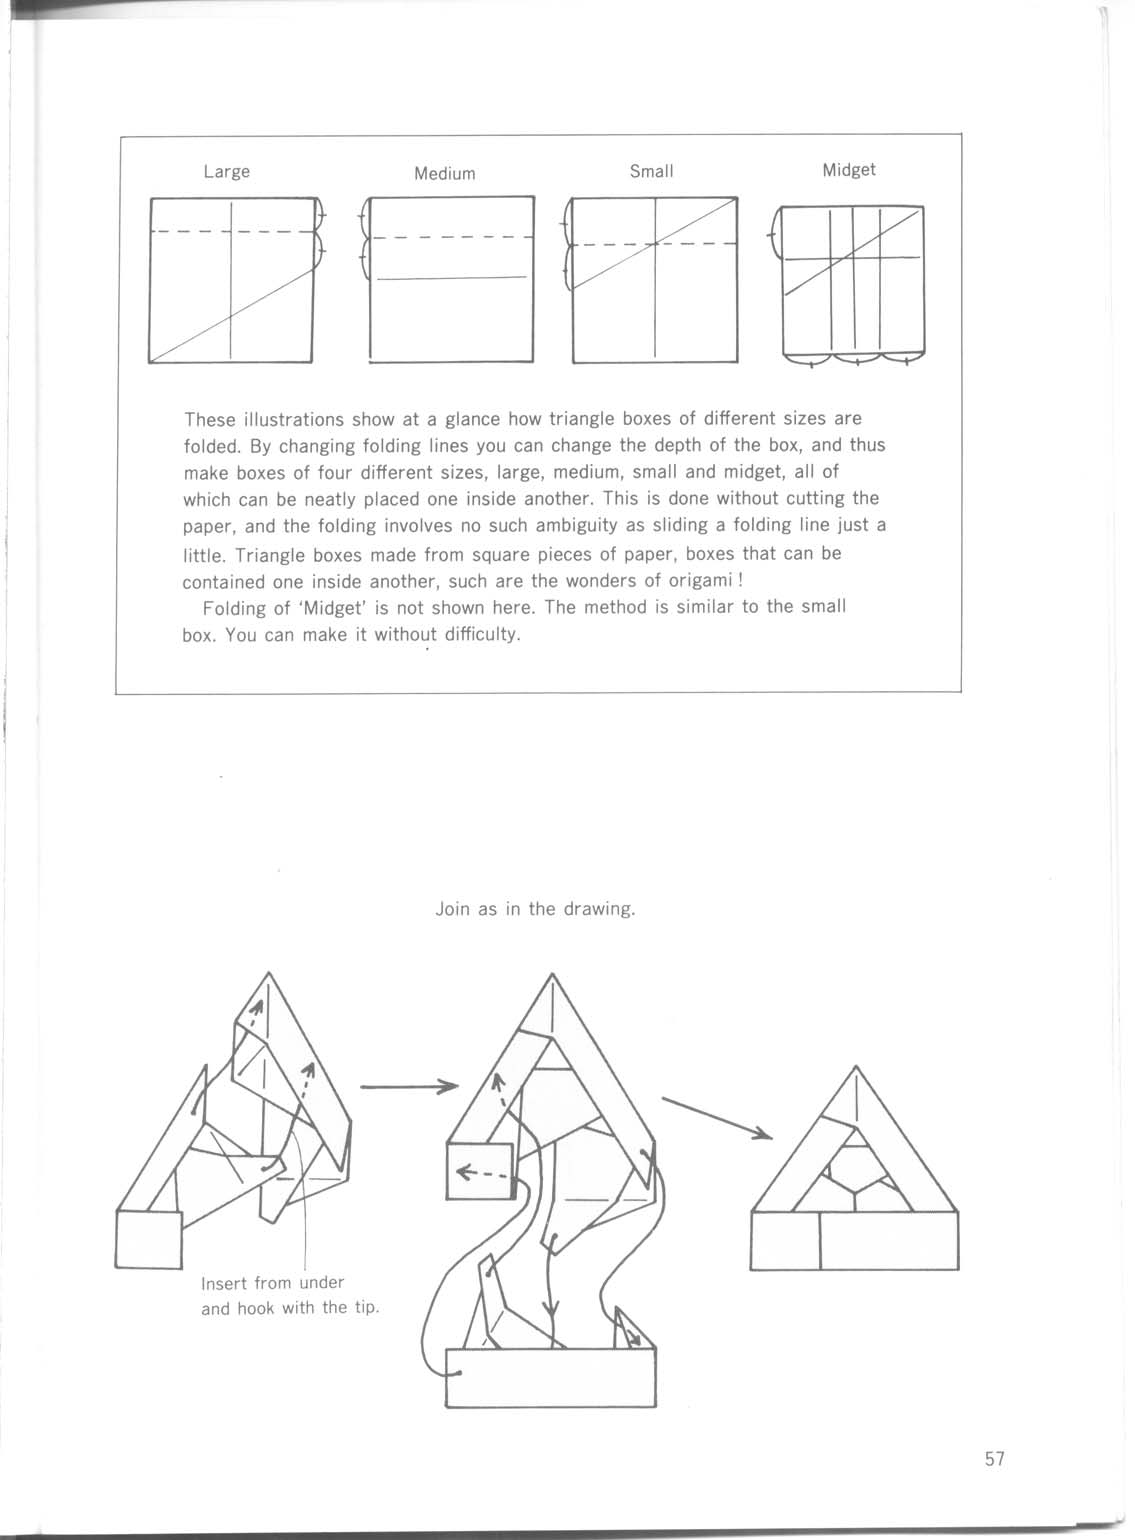 Large Medium Small Midget
These illustrations show at a glance how triangle boxes of different sizes are
folded. By changing folding lines you can change the depth of the box, and thus
make boxes of four different sizes, large, medium, small and midget, all of
which can be neatly placed one inside another. This is done without cutting the
paper, and the folding involves no such ambiguity as sliding a folding line just a
little. Triangle boxes made from square pieces of paper, boxes that can be
contained one inside another, such are the wonders of origami!
Folding of ‘Midget’ is not shown here. The method is similar to the small
box. You can make it without difficulty.
Join as in the drawing.
Insert from under
and hook with the tip.
57